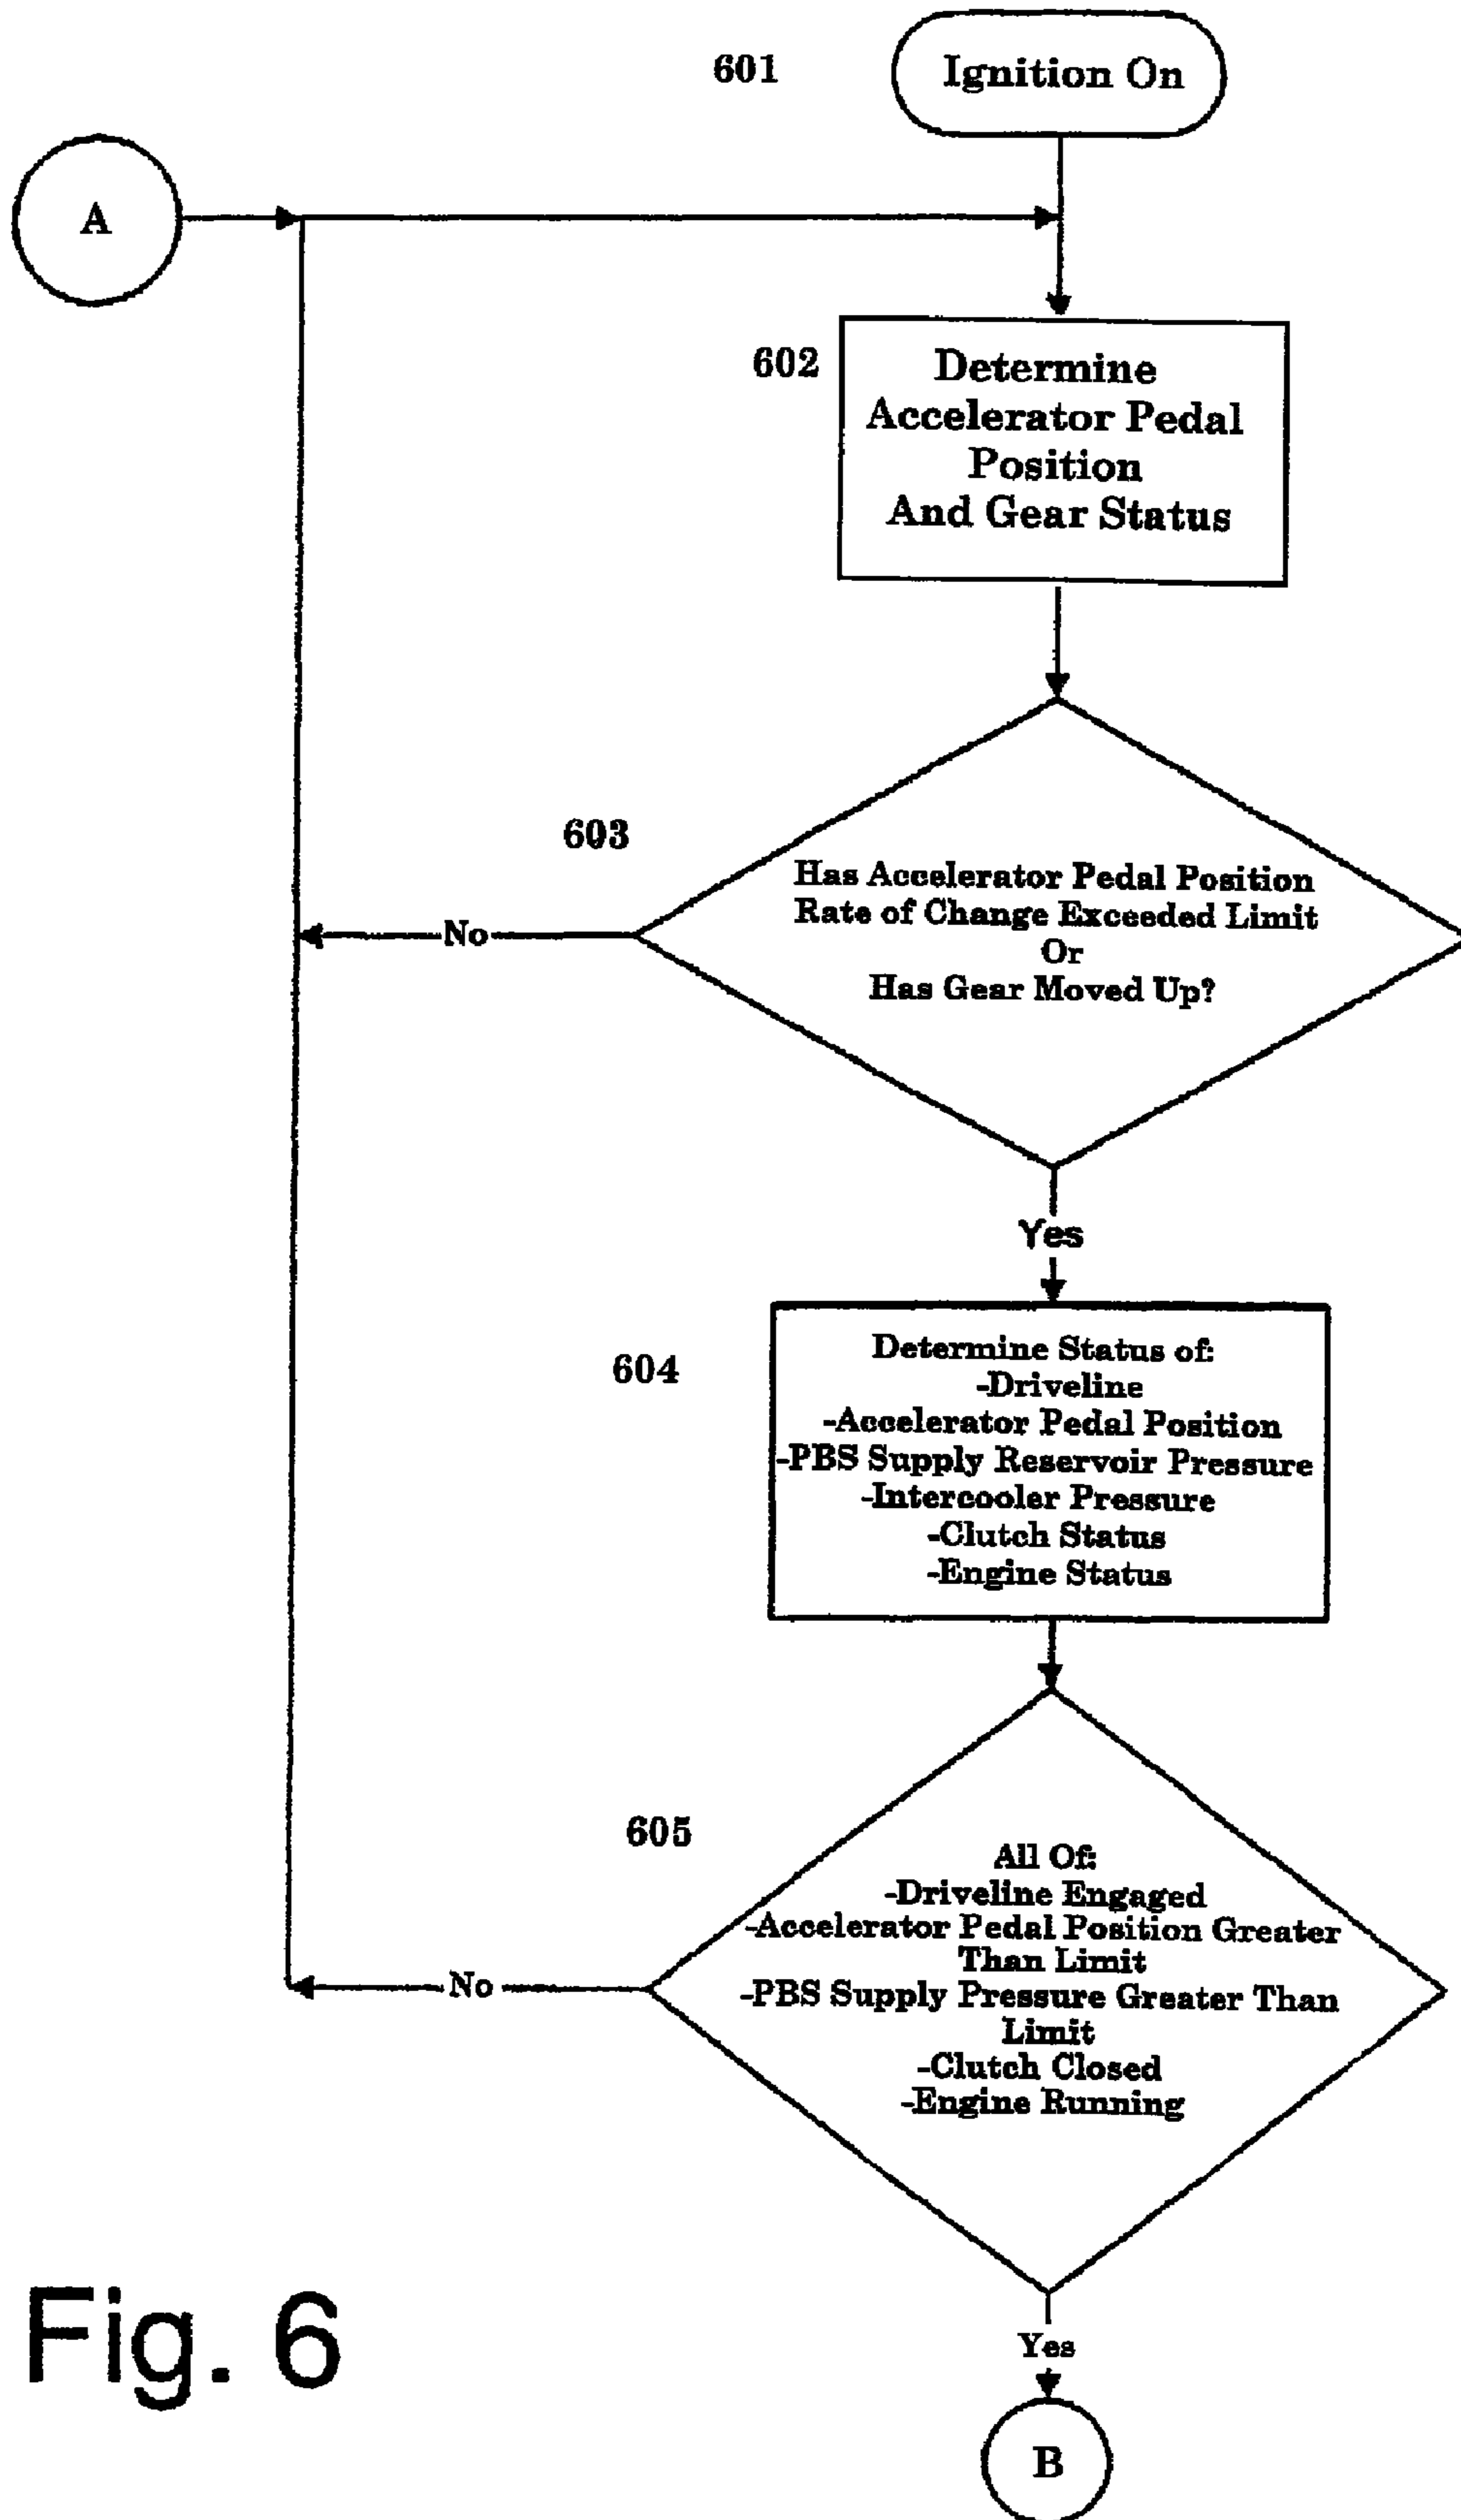 601
Ignition On
A
602
Determine
Accelerator Pedal
Position
And Gear Status
603
Has Accelerator Pedal Position
Rate of Change Exceeded Limit
Or
Has Gear Moved Up?
No
Yes
604
Determine Status of:
-Driveline
-Accelerator Pedal Position
-PBS Supply Reservoir Pressure
-Intercooler Pressure
-Clutch Status
-Engine Status
605
All Of:
-Driveline Engaged
-Accelerator Pedal Position Greater
Than Limit
-PBS Supply Pressure Greater Than
Limit
-Clutch Closed
-Engine Running
No
Yes
B
Fig. 6